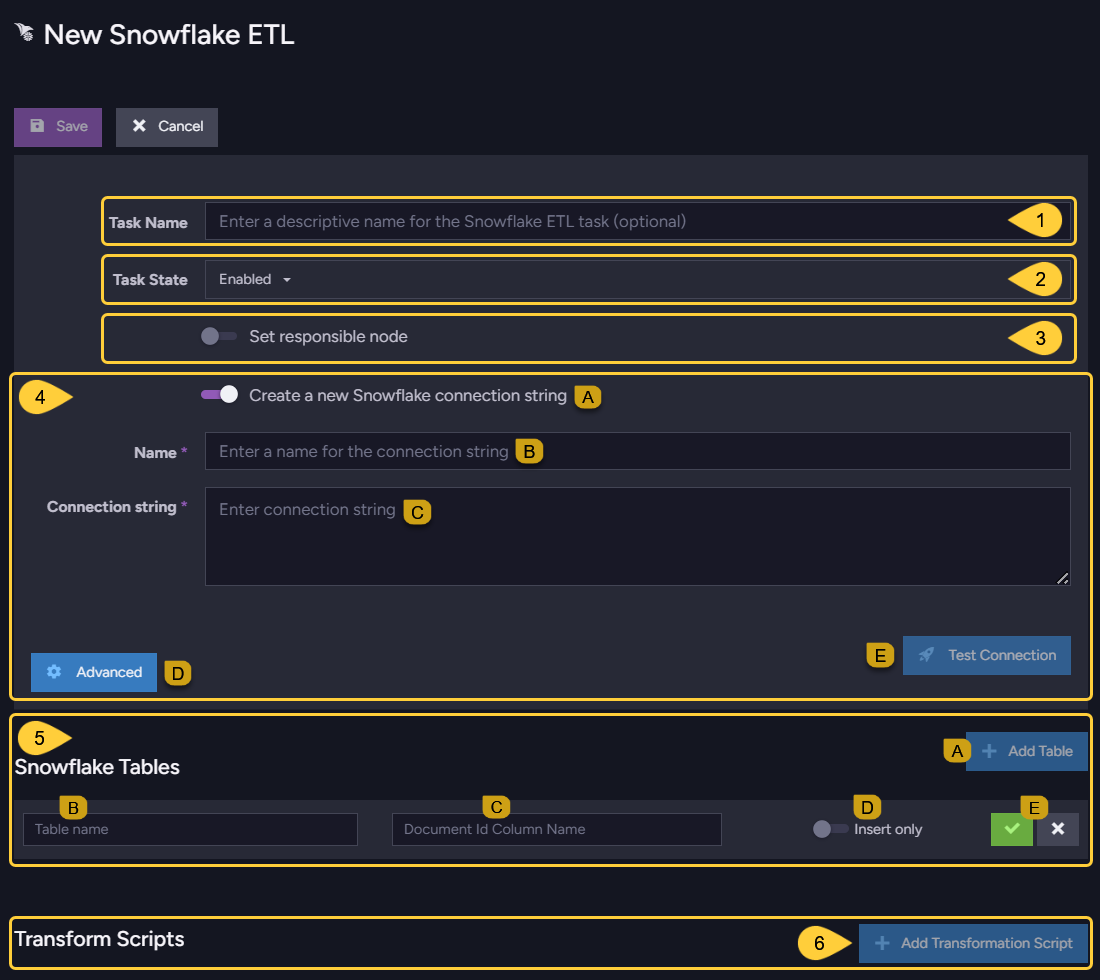 New Snowflake ETL
Save Cancel
Task Name Enter a descriptive name for the Snowflake ETL task (optional) 1
Task State Enabled 2
Set responsible node 3
4 Create a new Snowflake connection string A
Name * Enter a name for the connection string B
Connection string * Enter connection string C
E Test Connection
Advanced D
5
Snowflake Tables
A Add Table
B C D E
Table name Document Id Column Name Insert only
Transform Scripts 6 Add Transformation Script